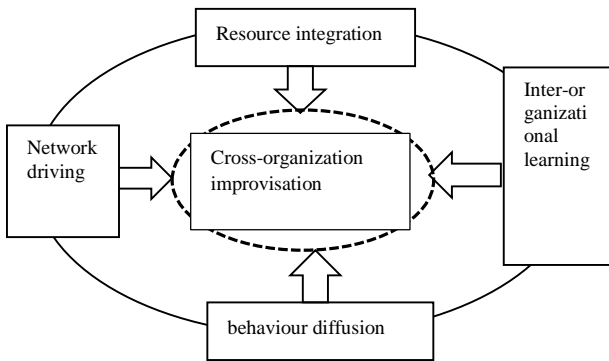 Resource integration
Network
driving
Cross-organization
improvisation
Inter-or
ganizati
onal
learning
behaviour diffusion